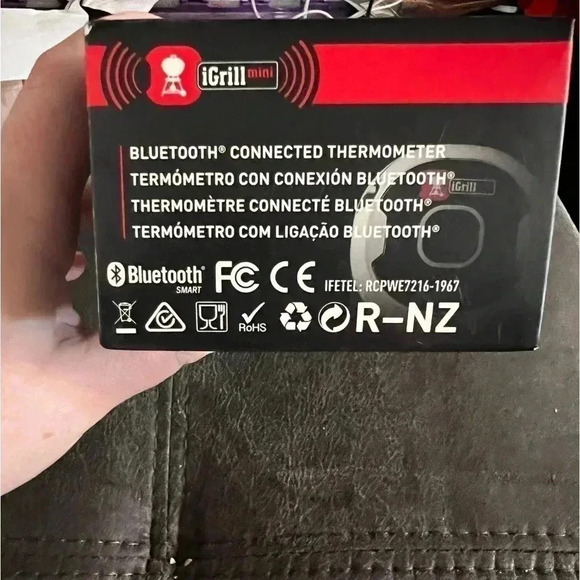 iGrill mini
BLUETOOTH® CONNECTED THERMOMETER
TERMÓMETRO CON CONEXIÓN BLUETOOTH®
THERMOMÈTRE CONNECTÉ BLUETOOTH®
TERMÓMETRO COM LIGAÇÃO BLUETOOTH®
iGrill
Bluetooth® SMART FC CE IFETEL: RCPWE7216-1967
RoHS R-NZ